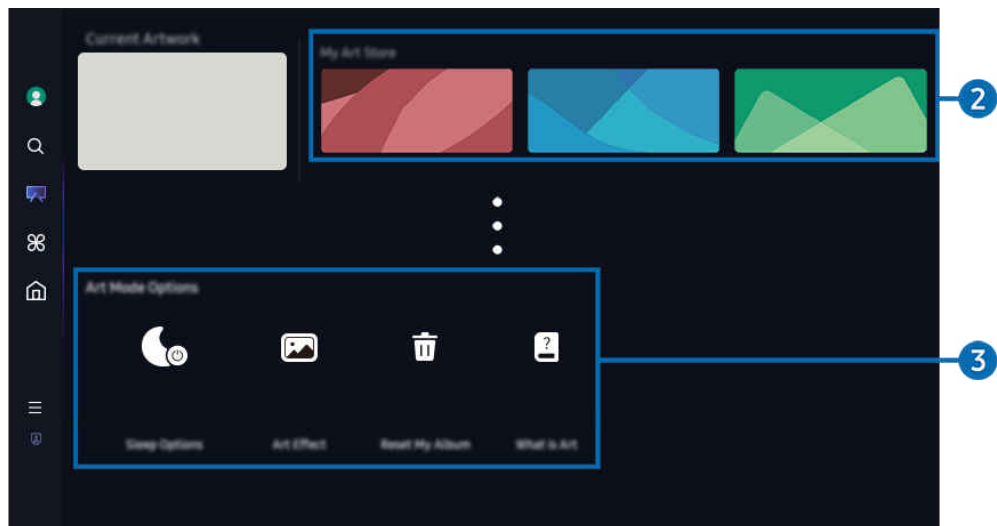 Current Artwork
My Art Store
2
Art Mode Options
3
Sleep Options
Art Effect
Reset My Album
What is Art